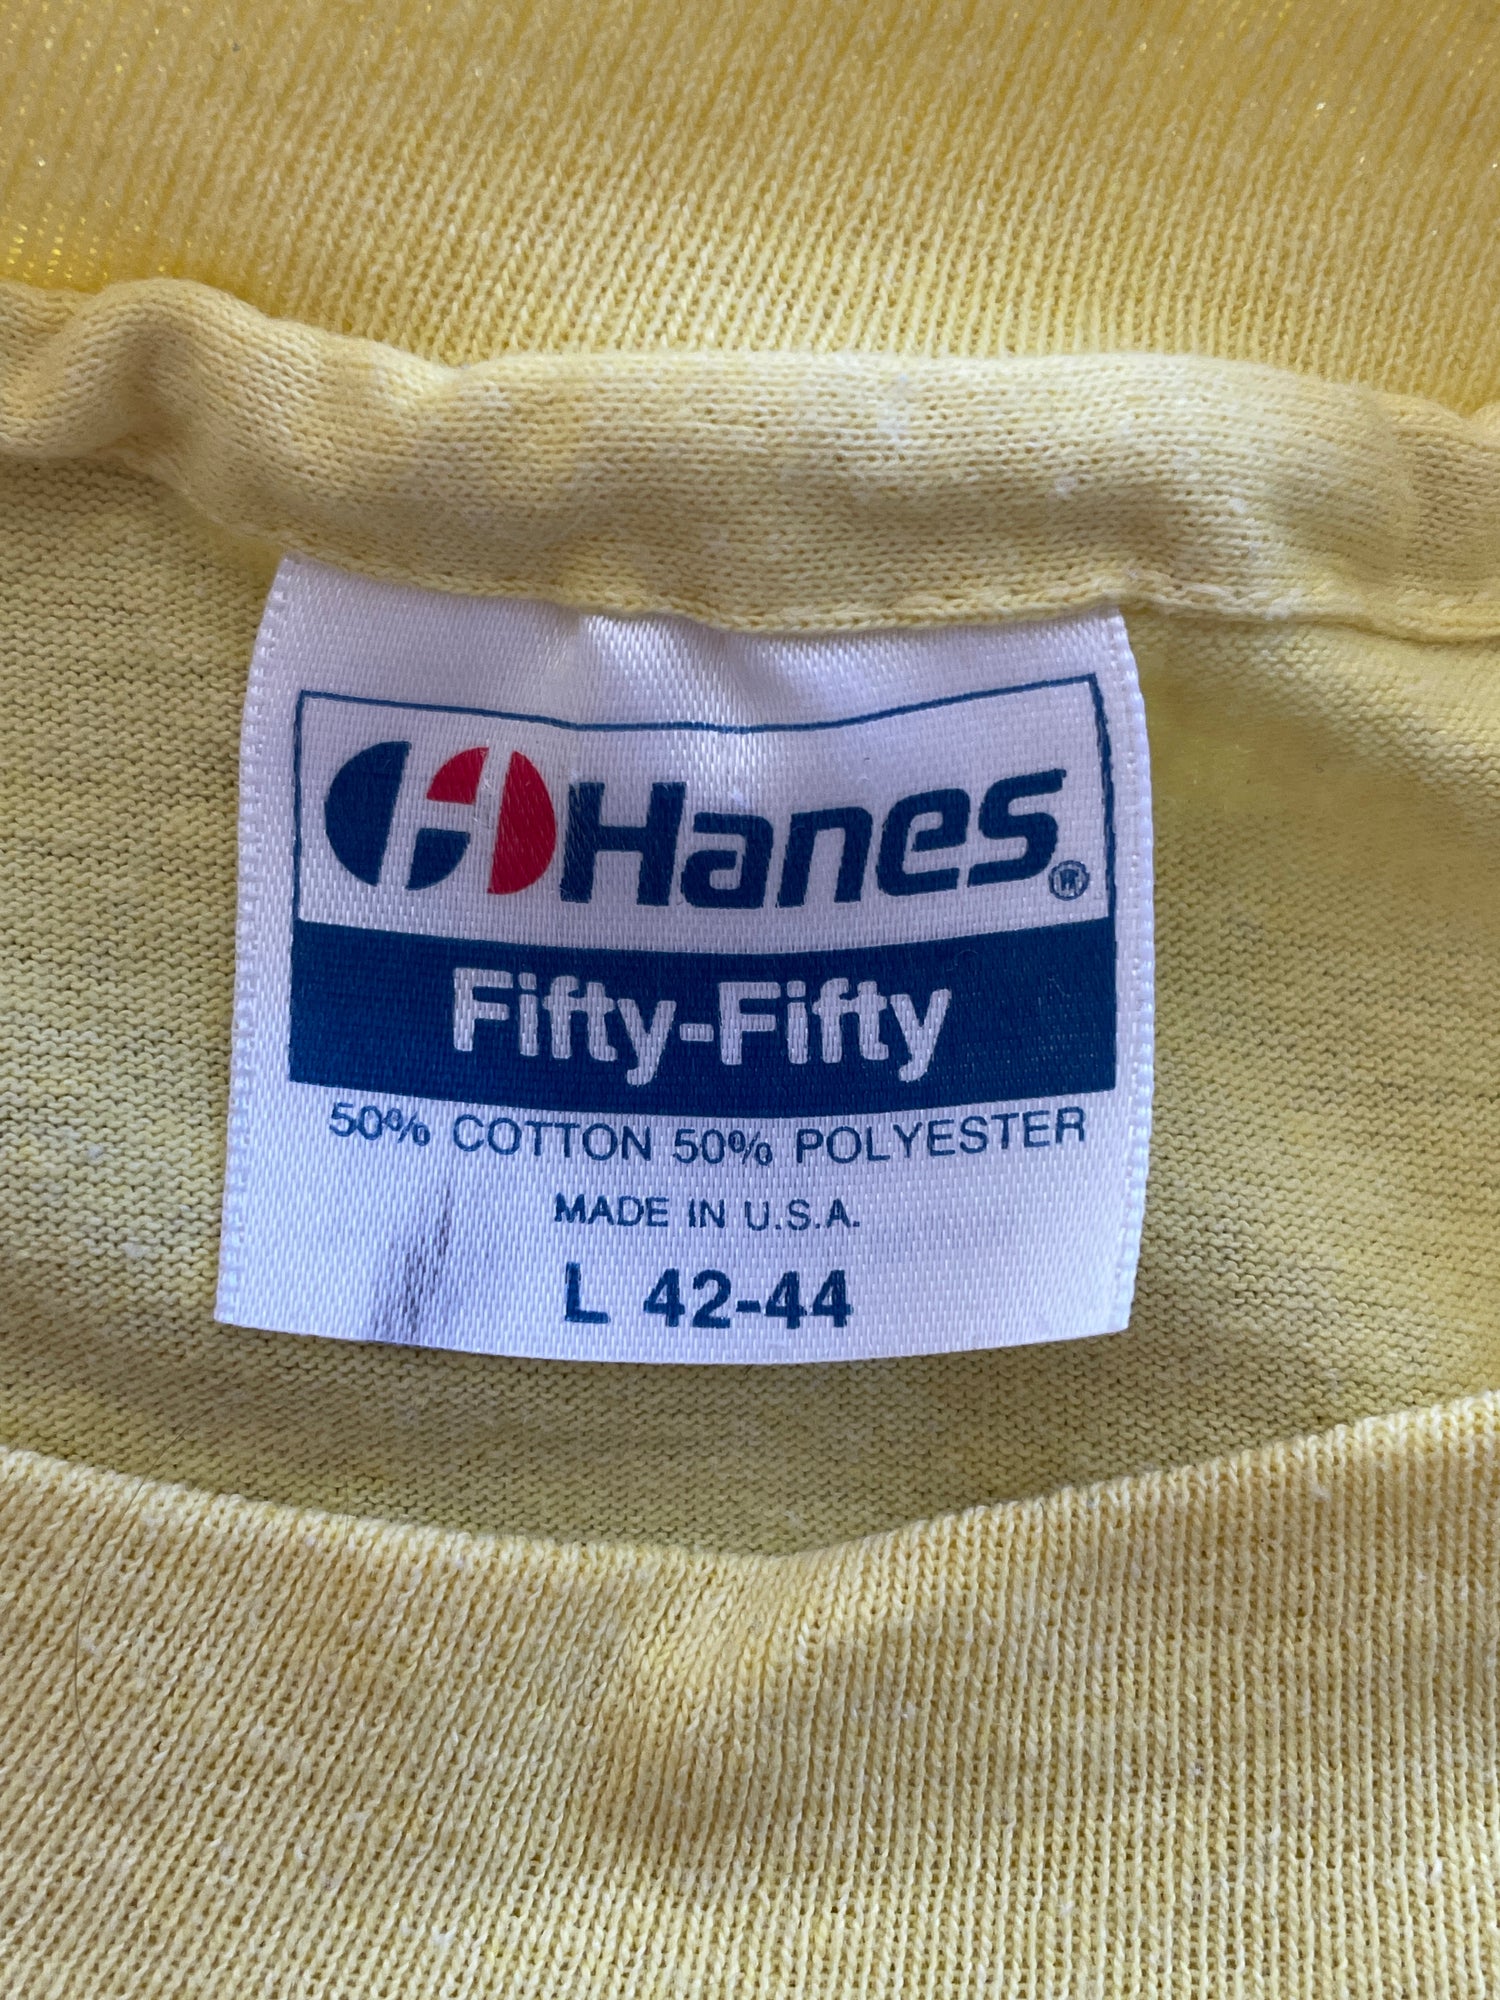 Hanes®
Fifty-Fifty
50% COTTON 50% POLYESTER
MADE IN U.S.A.
L 42-44